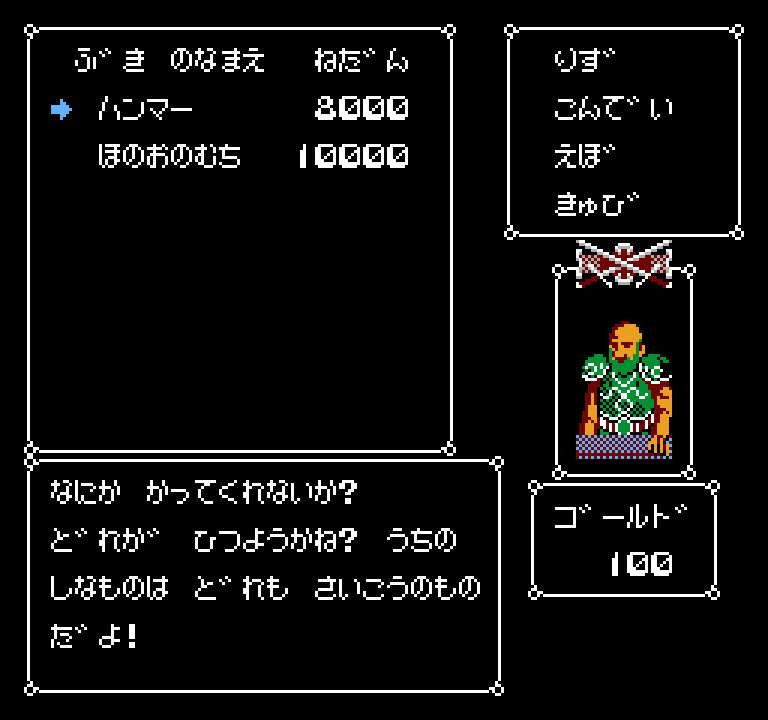 ぶき のなまえ ねだん
ハンマー 8000
ほのおのむち 10000
りず
こんでい
えぼ
きゅび
なにか かってくれないか?
どれが ひつようかね? うちの
しなものは どれも さいこうのもの
だよ!
ゴールド
100